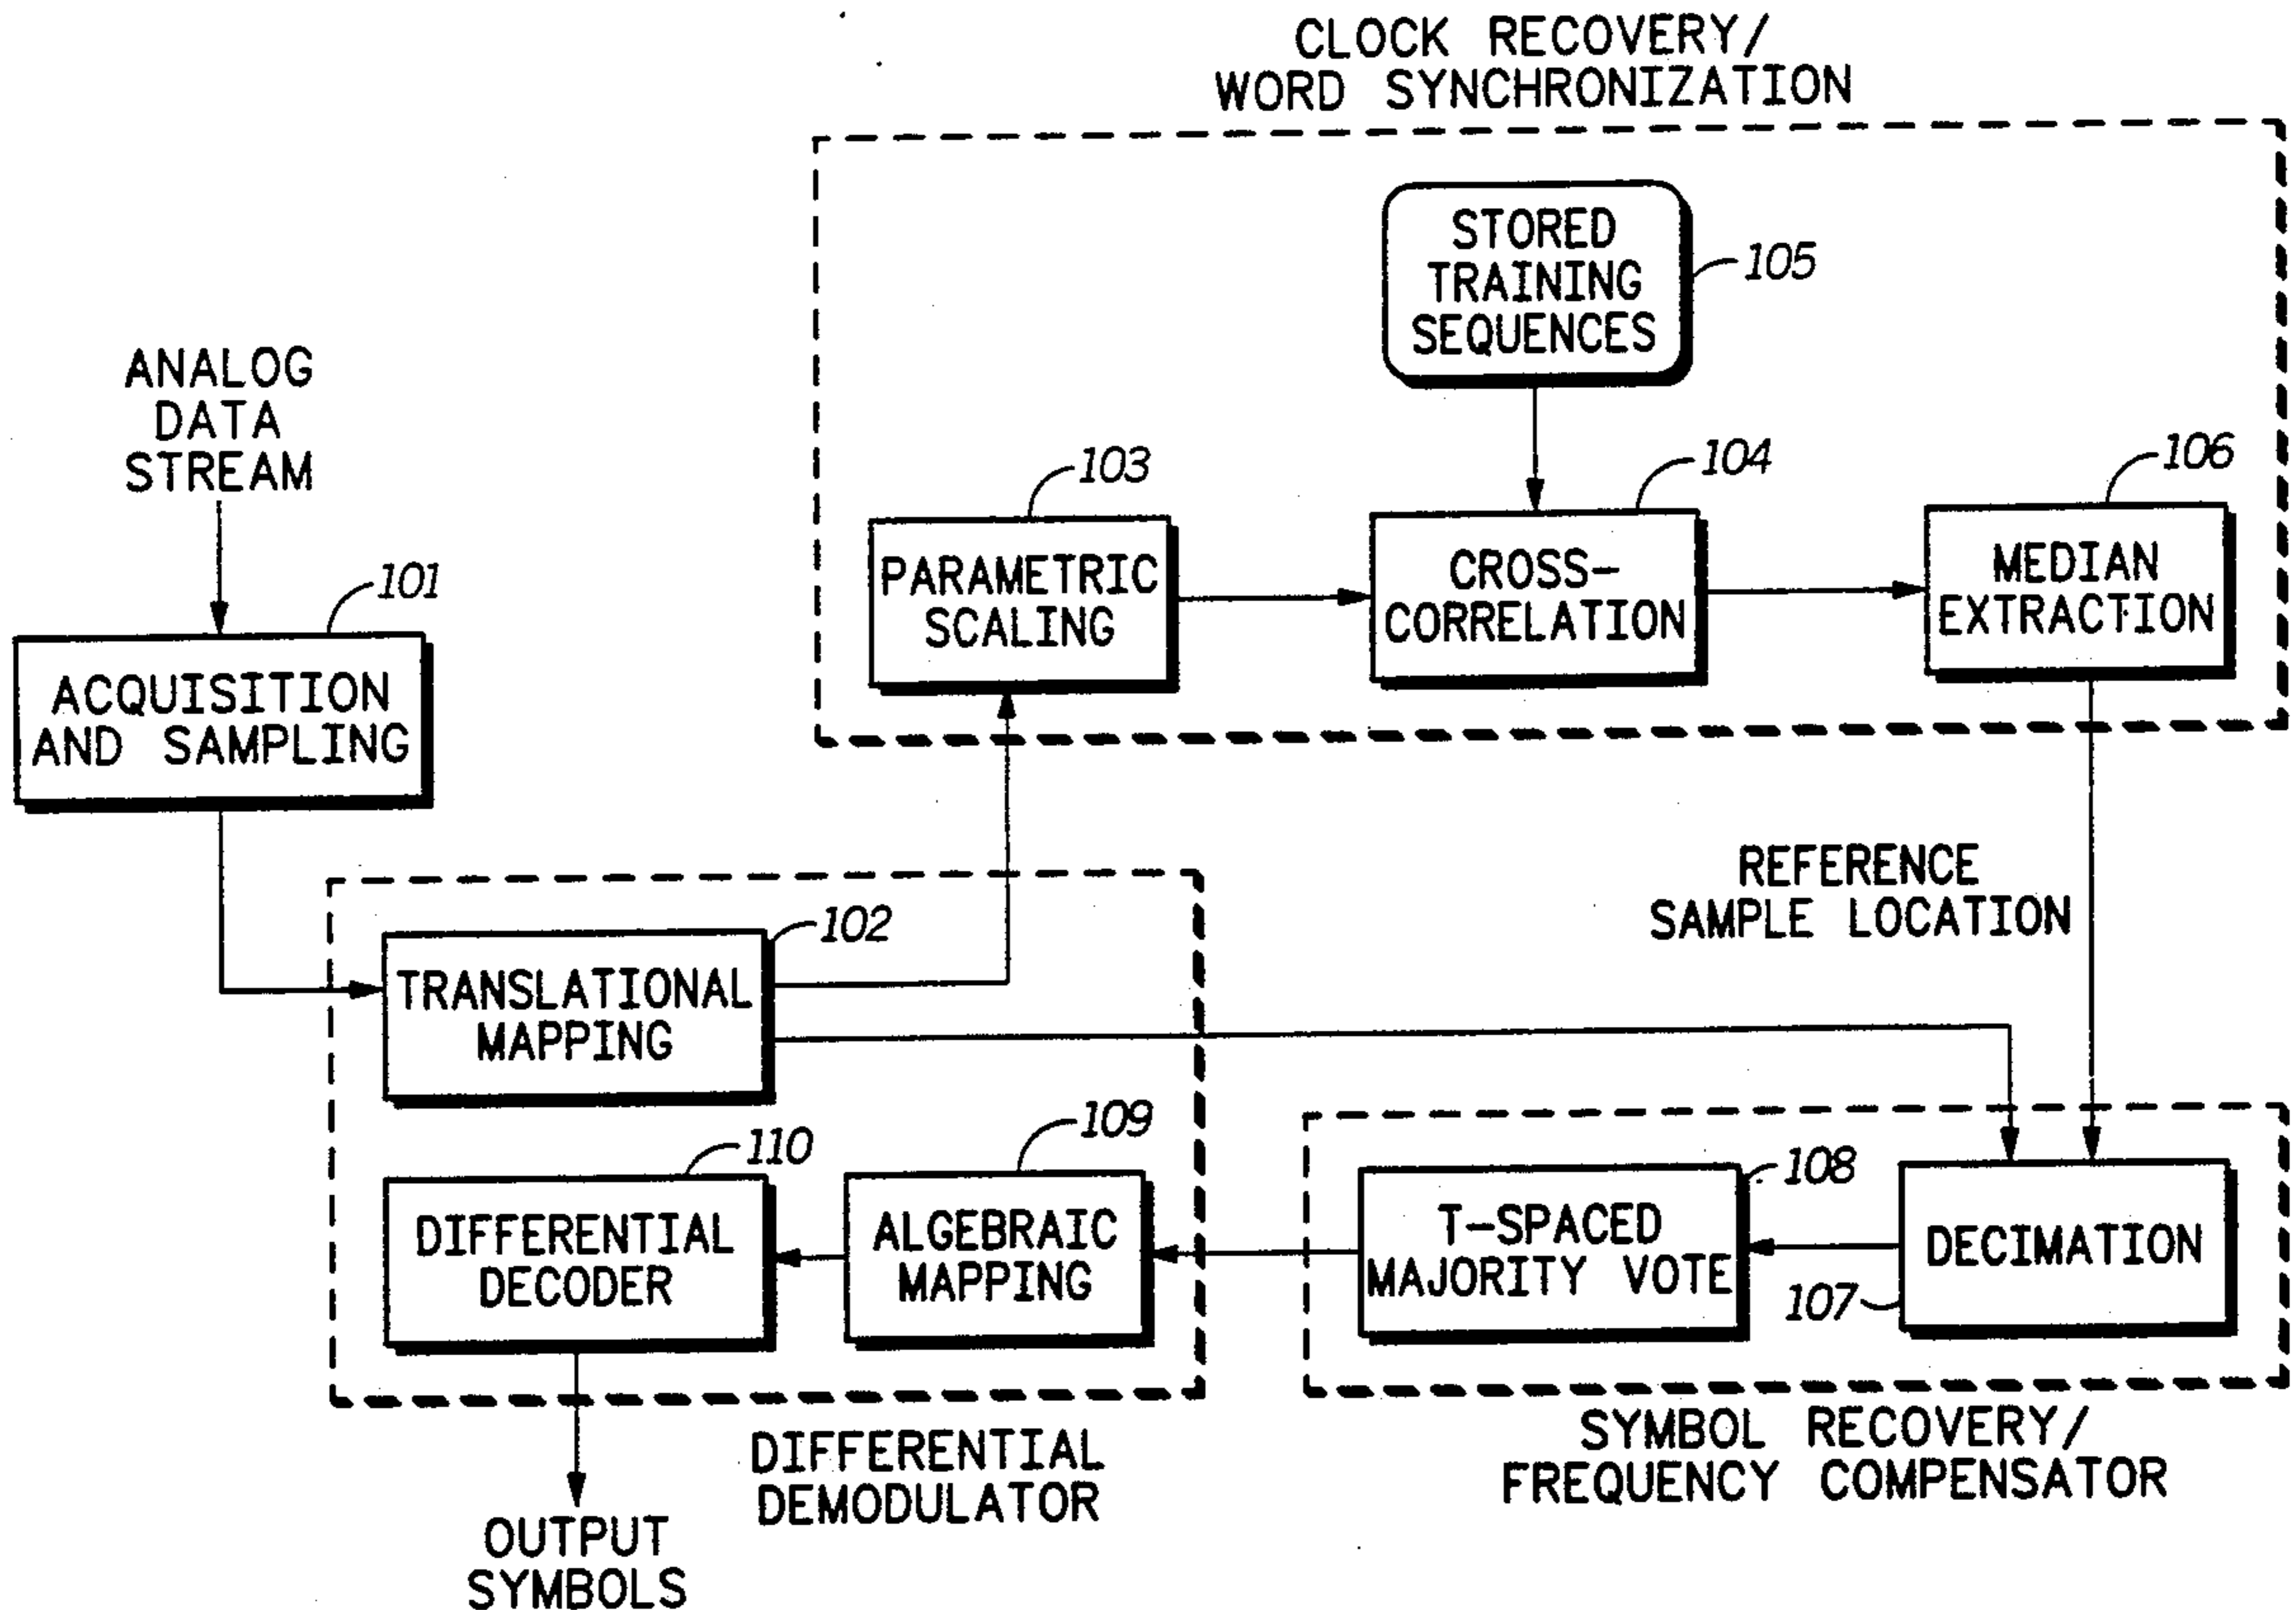 CLOCK RECOVERY/
WORD SYNCHRONIZATION
STORED
TRAINING
SEQUENCES
105
ANALOG
DATA
STREAM
103
104
106
PARAMETRIC
SCALING
CROSS-
CORRELATION
MEDIAN
EXTRACTION
101
ACQUISITION
AND SAMPLING
REFERENCE
SAMPLE LOCATION
102
TRANSLATIONAL
MAPPING
110
109
108
DIFFERENTIAL
DECODER
ALGEBRAIC
MAPPING
T-SPACED
MAJORITY VOTE
107
DECIMATION
DIFFERENTIAL
DEMODULATOR
SYMBOL RECOVERY/
FREQUENCY COMPENSATOR
OUTPUT
SYMBOLS